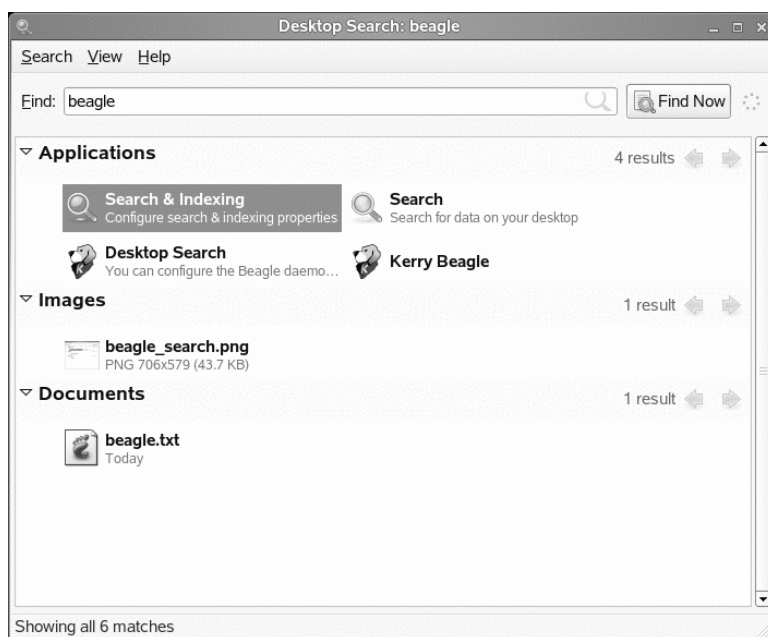 Desktop Search: beagle
Search View Help
Find: beagle Find Now
Applications 4 results
Search & Indexing
Configure search & indexing properties
Search
Search for data on your desktop
Desktop Search
You can configure the Beagle daemo...
Kerry Beagle
Images 1 result
beagle_search.png
PNG 706x579 (43.7 KB)
Documents 1 result
beagle.txt
Today
Showing all 6 matches